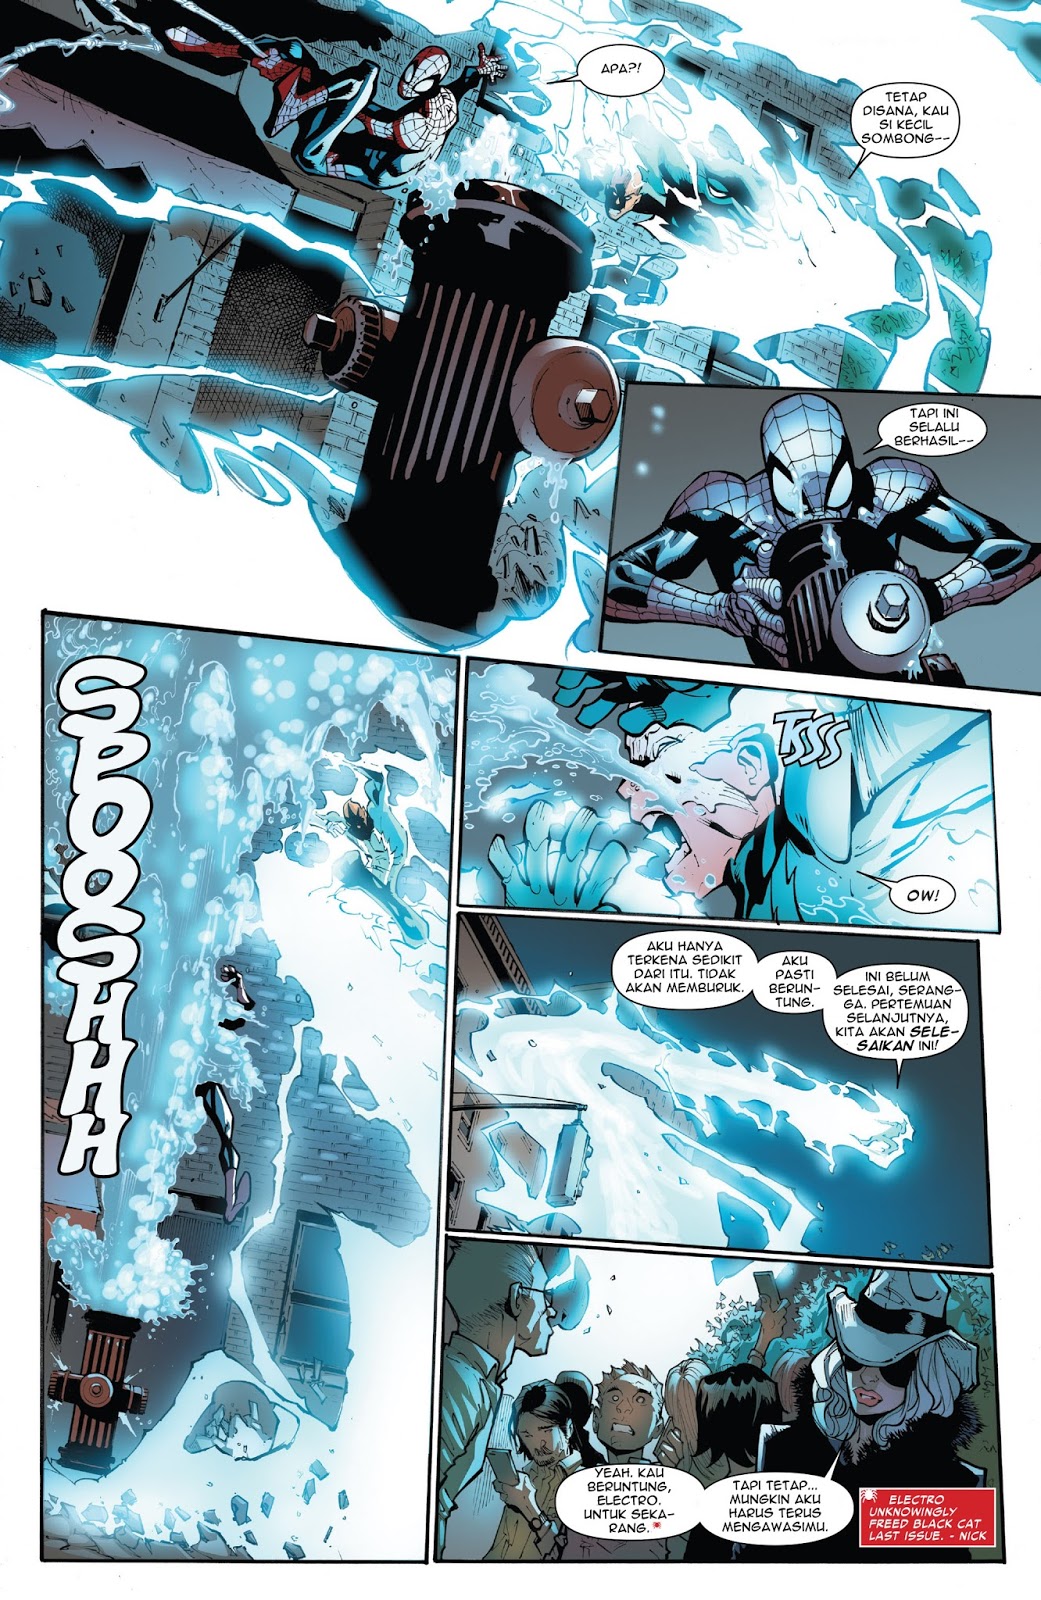 APA?!
TETAP
DISANA, KAU
SI KECIL
SOMBONG--
TAPI INI
SELALU
BERHASIL--
SPOOSHHH
TSSS
OW!
AKU HANYA
TERKENA SEDIKIT
DARI ITU. TIDAK
AKAN MEMBURUK.
AKU
PASTI
BERUN-
TUNG.
INI BELUM
SELESAI, SERANG-
GA. PERTEMUAN
SELANJUTNYA,
KITA AKAN SELE-
SAIKAN INI!
YEAH. KAU
BERUNTUNG,
ELECTRO.
UNTUK SEKA-
RANG.
TAPI TETAP...
MUNGKIN AKU
HARUS TERUS
MENGAWASIMU.
ELECTRO
UNKNOWINGLY
FREED BLACK CAT
LAST ISSUE. - NICK